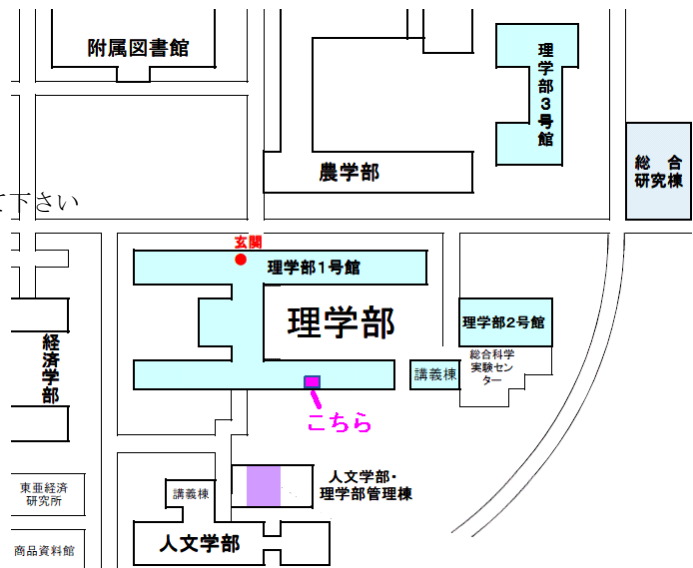 附属図書館
理
学
部
3
号
館
総 合
研究棟
農学部
て下さい
玄関
理学部1号館
理学部
理学部2号館
経
済
学
部
総合科学
実験セン
ター
講義棟
こちら
東亜経済
研究所
講義棟
人文学部・
理学部管理棟
人文学部
商品資料館